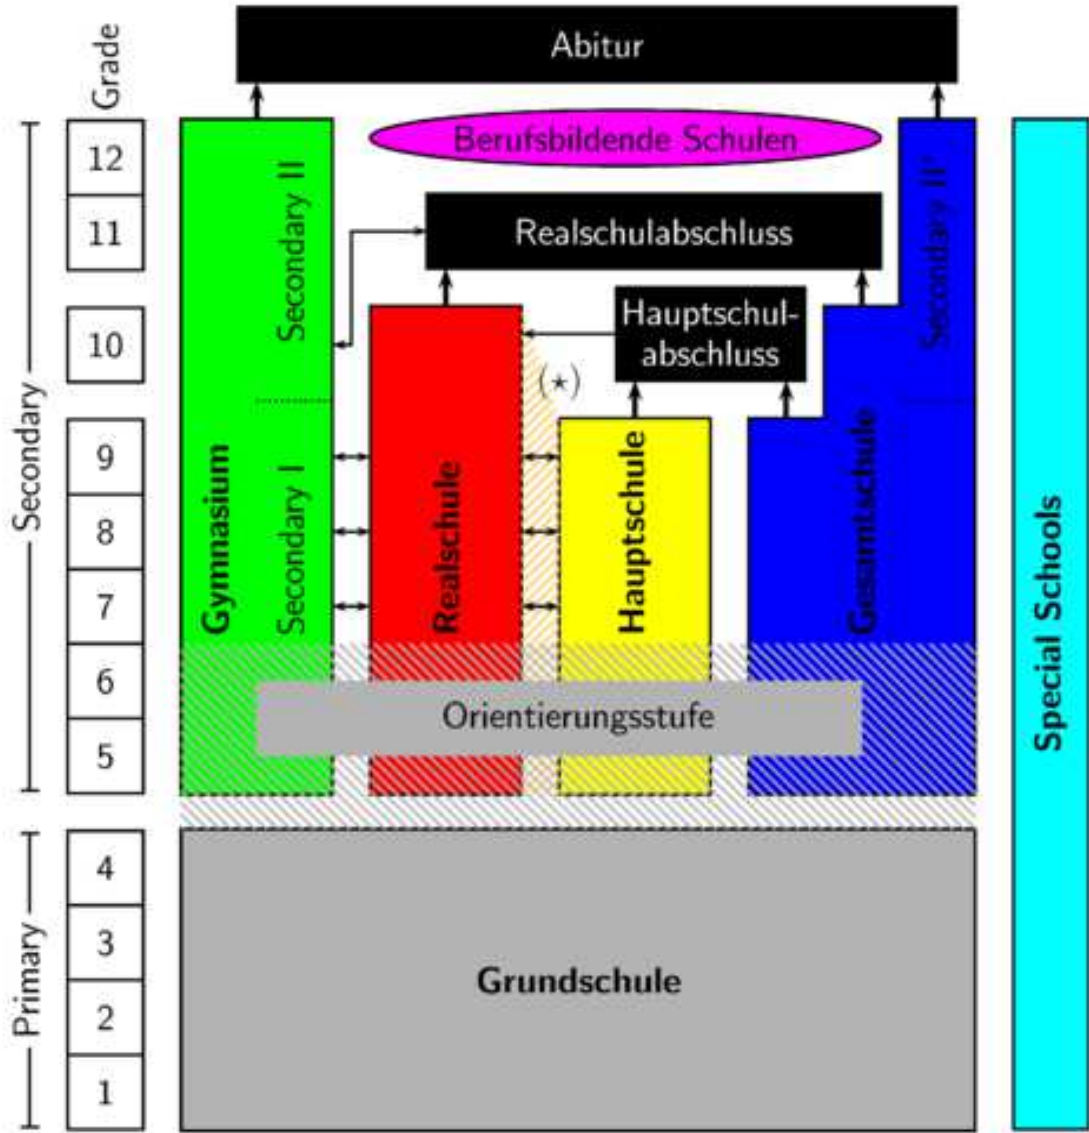 Abitur
Grade
Berufsbildende Schulen
12
Secondary II
Secondary II'
11
Realschulabschluss
10
Hauptschul-
abschluss
(⋆)
Secondary
9
Gymnasium
Secondary I
Realschule
Hauptschule
Gesamtschule
Special Schools
8
7
6
Orientierungsstufe
5
4
3
Primary
Grundschule
2
1